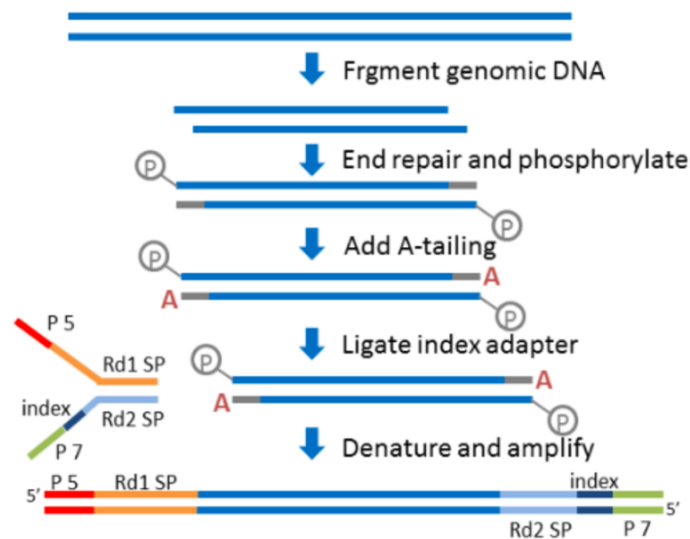 Frgment genomic DNA
End repair and phosphorylate
P
P
Add A-tailing
P
A
A
P
Ligate index adapter
P 5
Rd1 SP
index
Rd2 SP
P 7
P
A
A
P
Denature and amplify
P 5 Rd1 SP index
5’
5’
Rd2 SP P 7